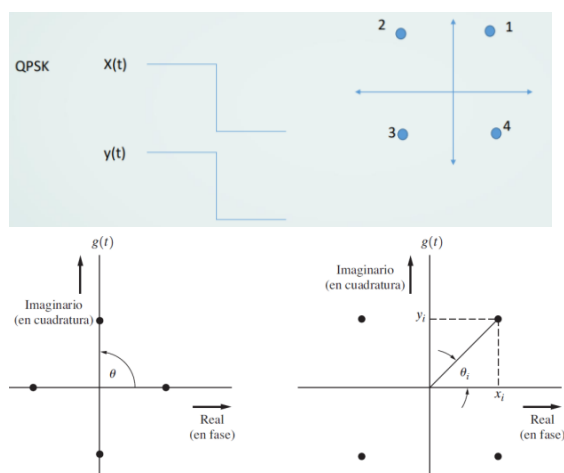 2
1
QPSK
X(t)
3
4
y(t)
g(t)
Imaginario
(en cuadratura)
θ
Real
(en fase)
g(t)
Imaginario
(en cuadratura)
yᵢ
θᵢ
xᵢ
Real
(en fase)